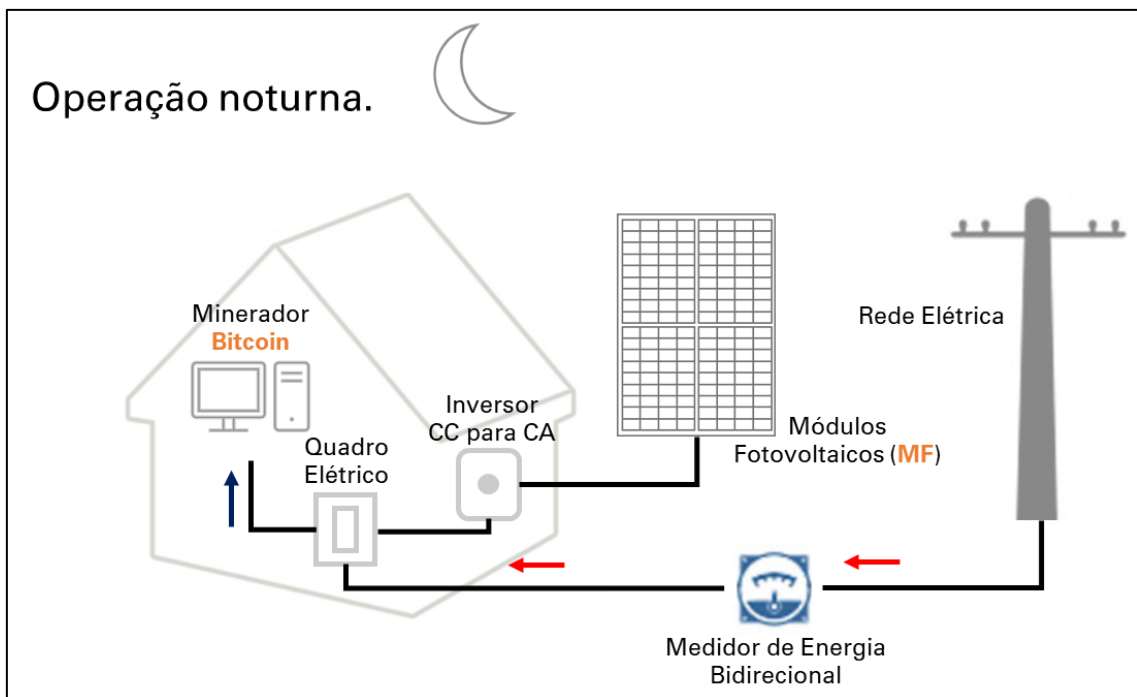 Operação noturna.
Minerador
Bitcoin
Quadro
Elétrico
Inversor
CC para CA
Módulos
Fotovoltaicos (MF)
Rede Elétrica
Medidor de Energia
Bidirecional